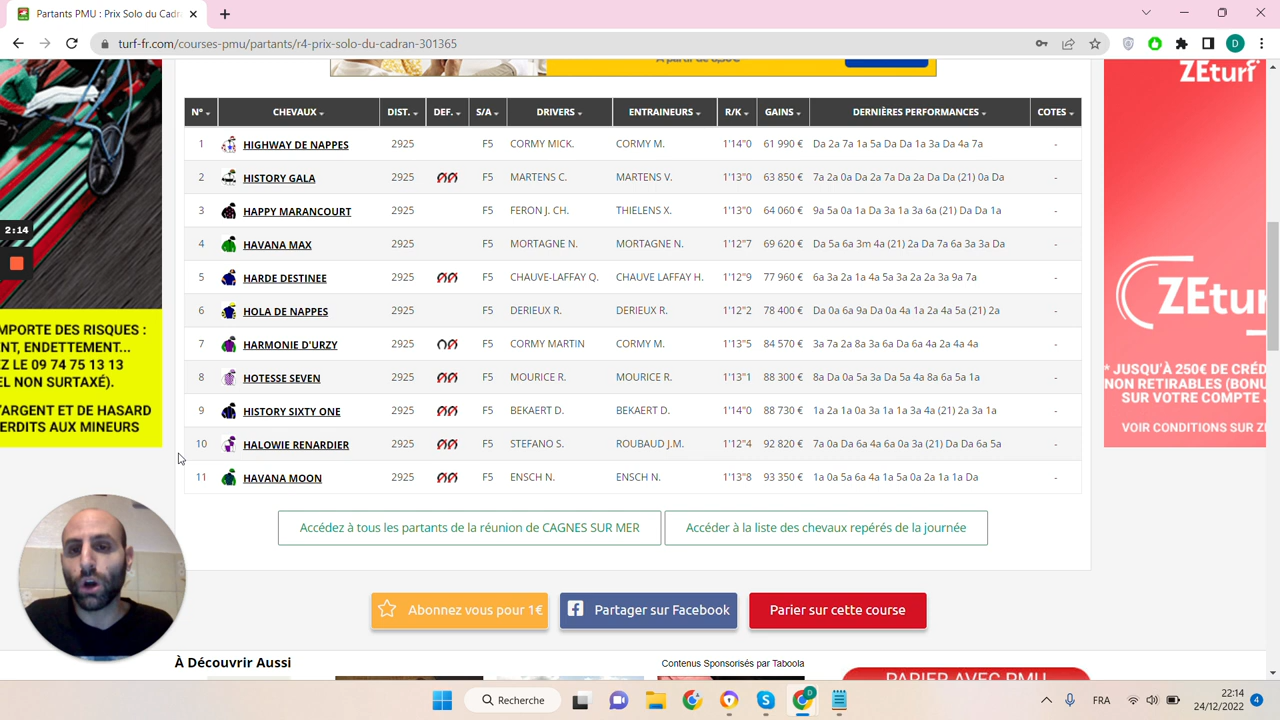 Partants PMU : Prix Solo du Cadr
turf-fr.com/courses-pmu/partants/r4-prix-solo-du-cadran-301365
D
N° CHEVAUX DIST. DEF. S/A DRIVERS ENTRAINEURS R/K GAINS DERNIÈRES PERFORMANCES COTES
1 HIGHWAY DE NAPPES 2925 F5 CORMY MICK. CORMY M. 1'14"0 61 990 € Da 2a 7a 1a 5a Da Da 1a 3a Da 4a 7a -
2 HISTORY GALA 2925 F5 MARTENS C. MARTENS V. 1'13"0 63 850 € 7a 2a 0a Da 2a 7a Da 2a Da Da (21) 0a Da -
3 HAPPY MARANCOURT 2925 F5 FERON J. CH. THIELENS X. 1'13"0 64 060 € 9a 5a 0a 1a Da 3a 1a 3a 6a (21) Da Da 1a -
4 HAVANA MAX 2925 F5 MORTAGNE N. MORTAGNE N. 1'12"7 69 620 € Da 5a 6a 3m 4a (21) 2a Da 7a 6a 3a 3a Da -
5 HARDE DESTINEE 2925 F5 CHAUVE-LAFFAY Q. CHAUVE LAFFAY H. 1'12"9 77 960 € 6a 3a 2a 1a 4a 5a 3a 2a 2a 3a 9a 7a -
6 HOLA DE NAPPES 2925 F5 DERIEUX R. DERIEUX R. 1'12"2 78 400 € Da 0a 6a 9a Da 0a 4a 1a 2a 4a 5a (21) 2a -
7 HARMONIE D'URZY 2925 F5 CORMY MARTIN CORMY M. 1'13"5 84 570 € 3a 7a 2a 8a 3a 6a Da 6a 4a 2a 4a 4a -
8 HOTESSE SEVEN 2925 F5 MOURICE R. MOURICE R. 1'13"1 88 300 € 8a Da 0a 5a 3a Da 5a 4a 8a 6a 5a 1a -
9 HISTORY SIXTY ONE 2925 F5 BEKAERT D. BEKAERT D. 1'14"0 88 730 € 1a 2a 1a 0a 3a 1a 1a 3a 4a (21) 2a 3a 1a -
10 HALOWIE RENARDIER 2925 F5 STEFANO S. ROUBAUD J.M. 1'12"4 92 820 € 7a 0a Da 6a 4a 6a 0a 3a (21) Da Da 6a 5a -
11 HAVANA MOON 2925 F5 ENSCH N. ENSCH N. 1'13"8 93 350 € 1a 0a 5a 6a 4a 1a 5a 0a 2a 1a 1a Da -
2:14
MPORTE DES RISQUES :
NT, ENDETTEMENT...
Z LE 09 74 75 13 13
EL NON SURTAXÉ).
'ARGENT ET DE HASARD
ERDITS AUX MINEURS
ZEturf
ZEtur
* JUSQU'À 250€ DE CRÉD
NON RETIRABLES (BONU
SUR VOTRE COMPTE
VOIR CONDITIONS SUR Z
Accédez à tous les partants de la réunion de CAGNES SUR MER
Accéder à la liste des chevaux repérés de la journée
Abonnez vous pour 1€
Partager sur Facebook
Parier sur cette course
À Découvrir Aussi
Contenus Sponsorisés par Taboola
PARIER AVEC PMU
Recherche
D
FRA
22:14
24/12/2022
4